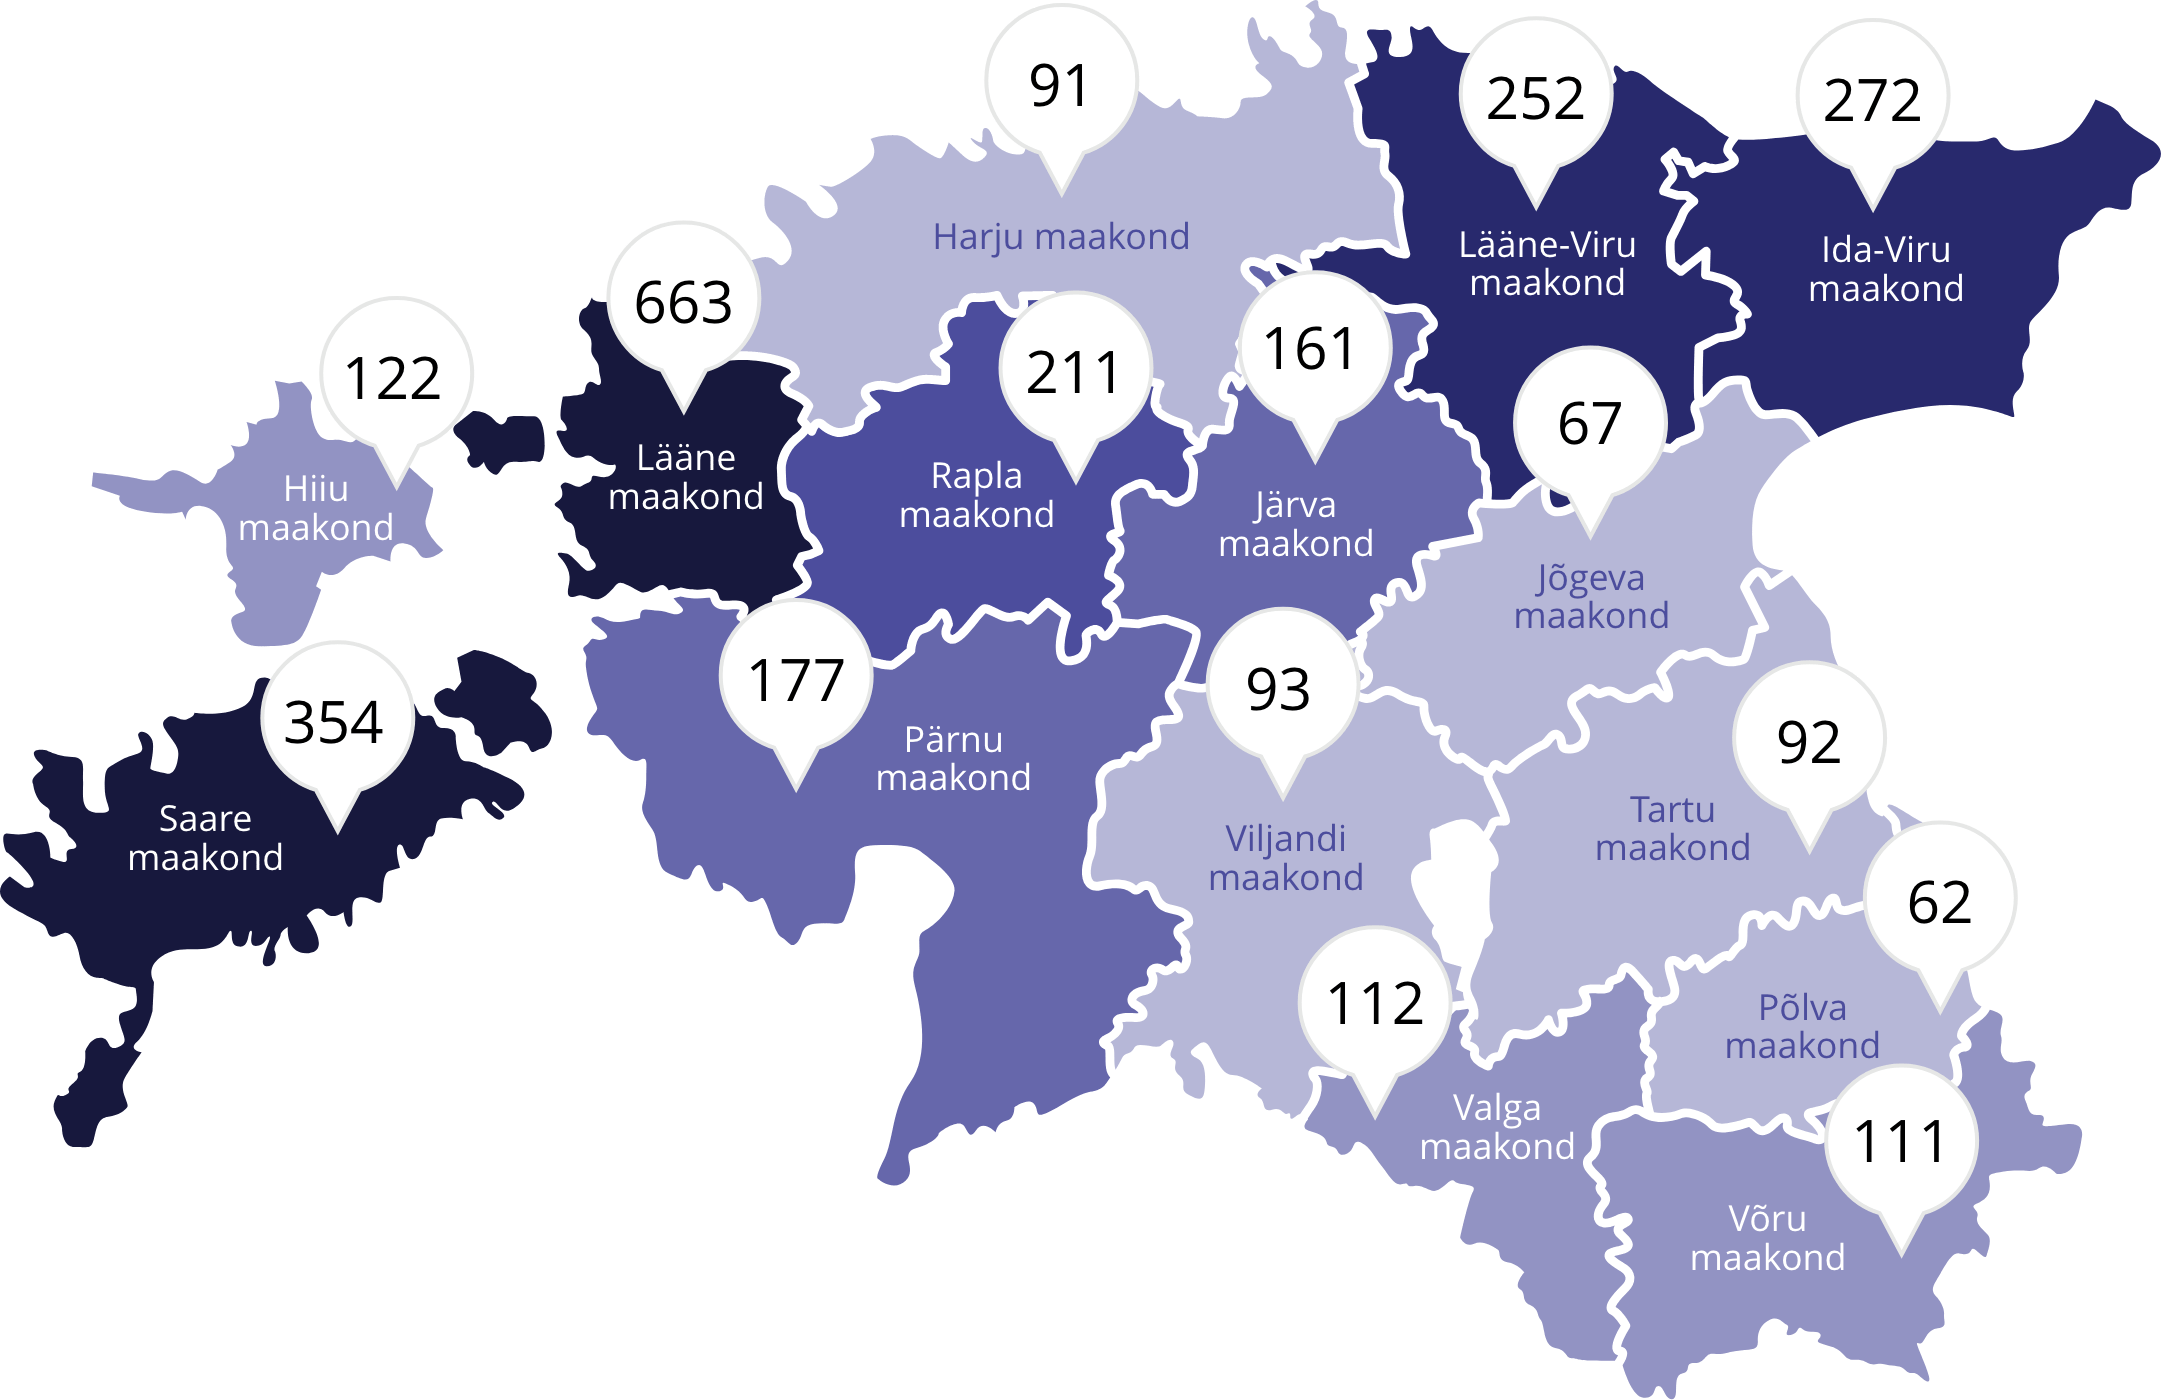 91
Harju maakond
252
Lääne-Viru
maakond
272
Ida-Viru
maakond
663
Lääne
maakond
122
Hiiu
maakond
211
Rapla
maakond
161
Järva
maakond
67
Jõgeva
maakond
354
Saare
maakond
177
Pärnu
maakond
93
Viljandi
maakond
92
Tartu
maakond
62
Põlva
maakond
112
Valga
maakond
111
Võru
maakond